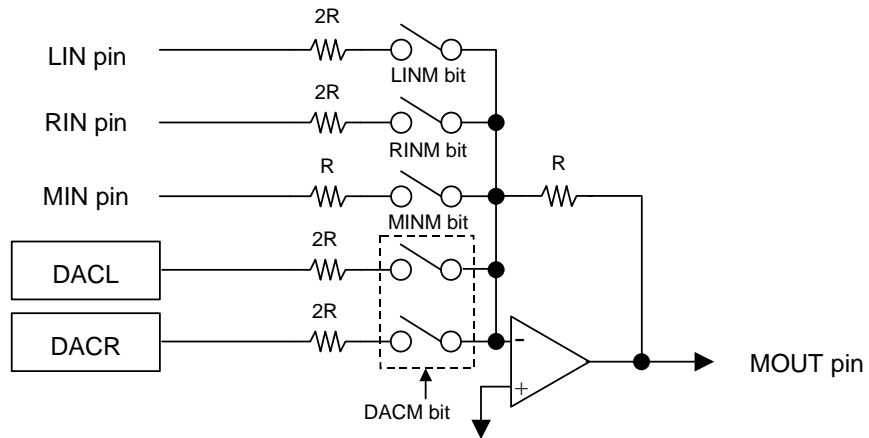 2R
LIN pin
LINM bit
2R
RIN pin
RINM bit
R
R
MIN pin
MINM bit
2R
DACL
2R
DACR
-
+
MOUT pin
DACM bit